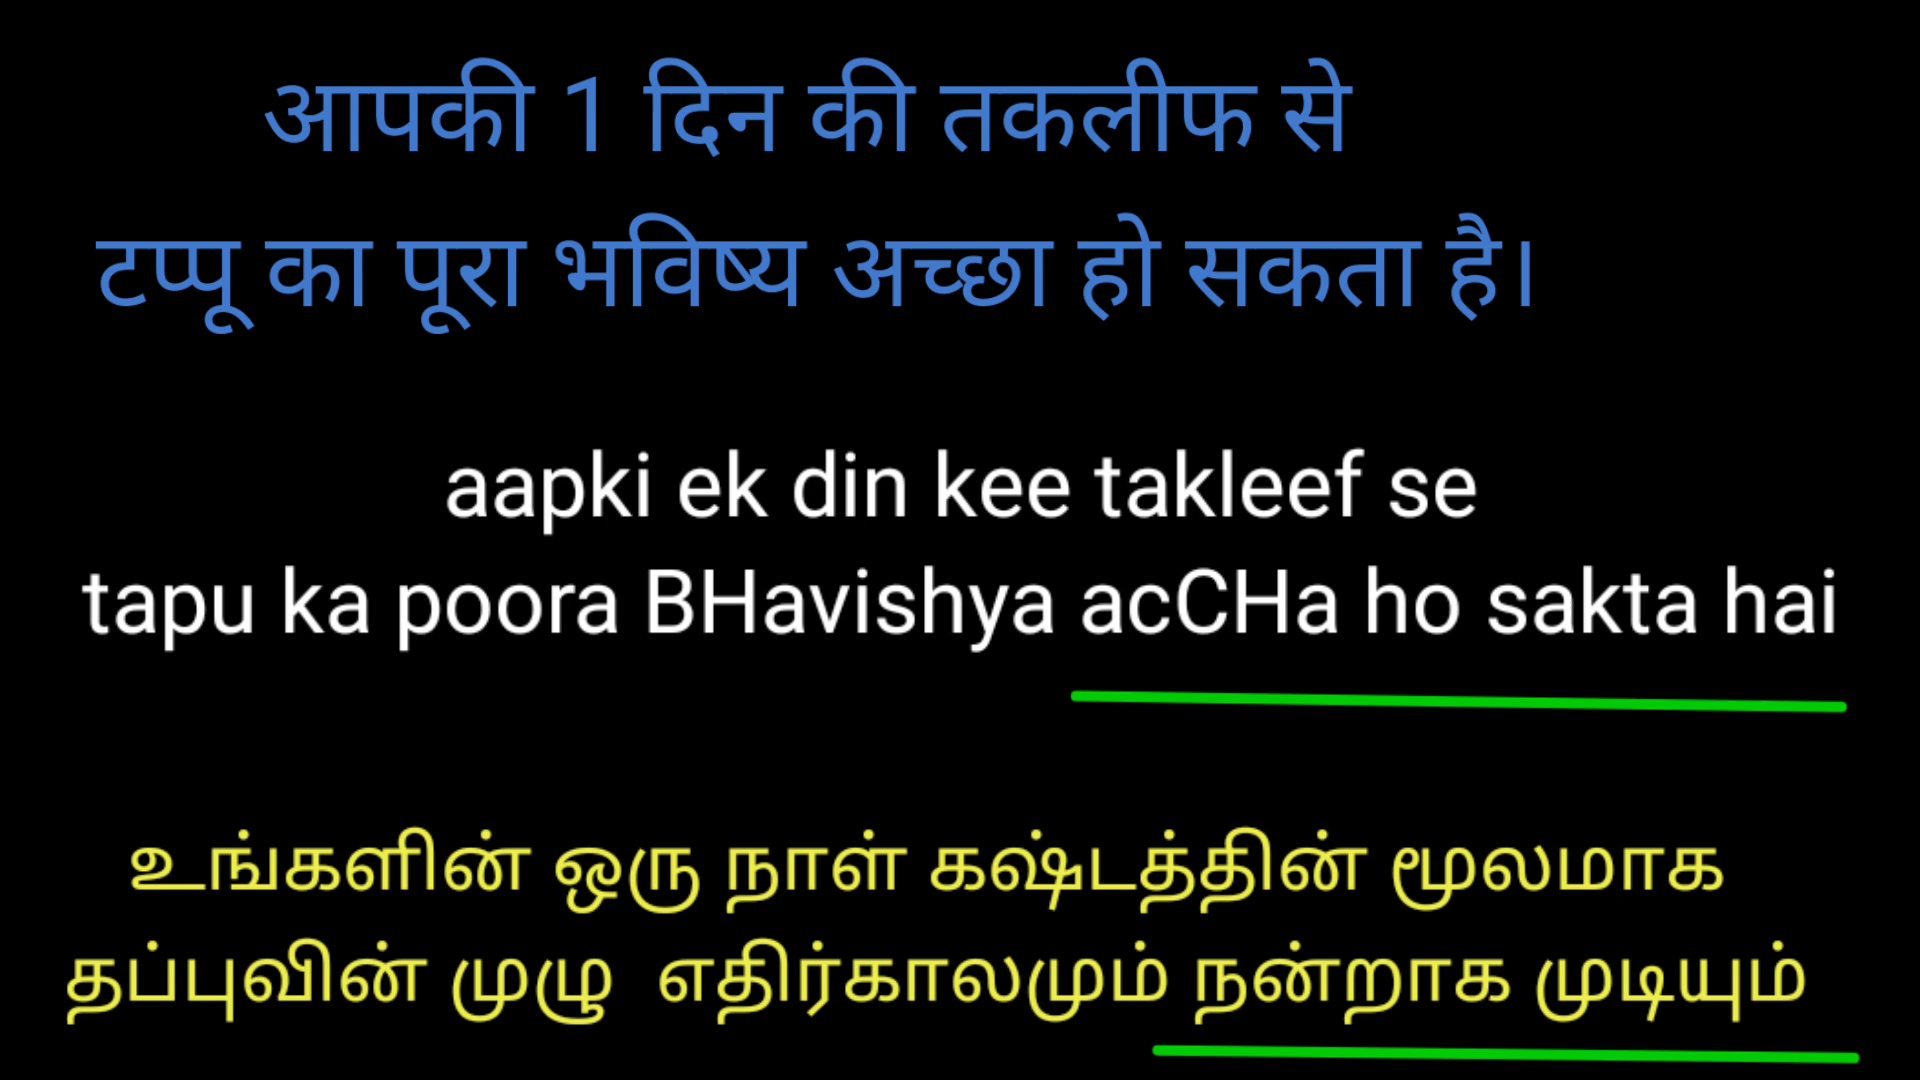 आपकी 1 दिन की तकलीफ से
टप्पू का पूरा भविष्य अच्छा हो सकता है।
aapki ek din kee takleef se
tapu ka poora BHavishya acCHa ho sakta hai
உங்களின் ஒரு நாள் கஷ்டத்தின் மூலமாக
தப்புவின் முழு எதிர்காலமும் நன்றாக முடியும்